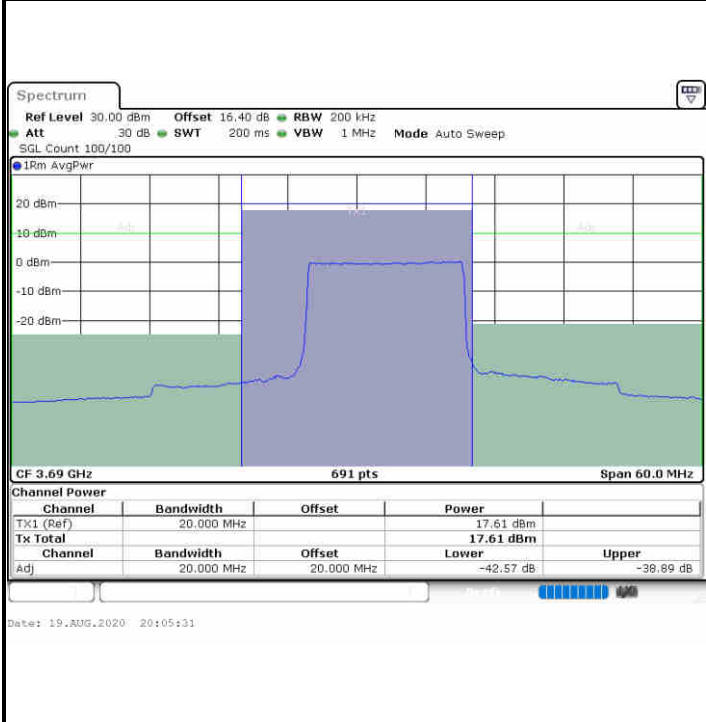 Spectrum
Ref Level 30.00 dBm Offset 16.40 dB RBW 200 kHz
Att 30 dB SWT 200 ms VBW 1 MHz Mode Auto Sweep
SGL Count 100/100
1Rm AvgPwr
20 dBm
TX1
Adj Adj
10 dBm
0 dBm
-10 dBm
-20 dBm
CF 3.69 GHz 691 pts Span 60.0 MHz
Channel Power
Channel Bandwidth Offset Power
TX1 (Ref) 20.000 MHz 17.61 dBm
Tx Total 17.61 dBm
Channel Bandwidth Offset Lower Upper
Adj 20.000 MHz 20.000 MHz -42.57 dB -38.89 dB
Date: 19.AUG.2020 20:05:31